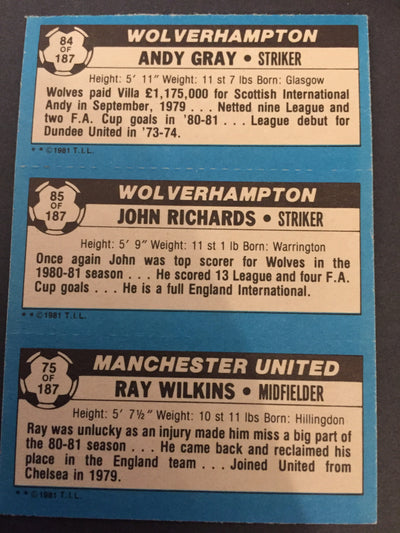 84
OF
187
WOLVERHAMPTON
ANDY GRAY • STRIKER
Height: 5' 11" Weight: 11 st 7 lbs Born: Glasgow
Wolves paid Villa £1,175,000 for Scottish International
Andy in September, 1979 . . . Netted nine League and
two F.A. Cup goals in '80-81 . . . League debut for
Dundee United in '73-74.
* * © 1981 T.I.L.
85
OF
187
WOLVERHAMPTON
JOHN RICHARDS • STRIKER
Height: 5' 9" Weight: 11 st 1 lb Born: Warrington
Once again John was top scorer for Wolves in the
1980-81 season . . . He scored 13 League and four F.A.
Cup goals . . . He is a full England International.
* * © 1981 T.I.L.
75
OF
187
MANCHESTER UNITED
RAY WILKINS • MIDFIELDER
Height: 5' 7½" Weight: 10 st 11 lbs Born: Hillingdon
Ray was unlucky as an injury made him miss a big part of
the 80-81 season . . . He came back and reclaimed his
place in the England team . . . Joined United from
Chelsea in 1979.
* * © 1981 T.I.L.